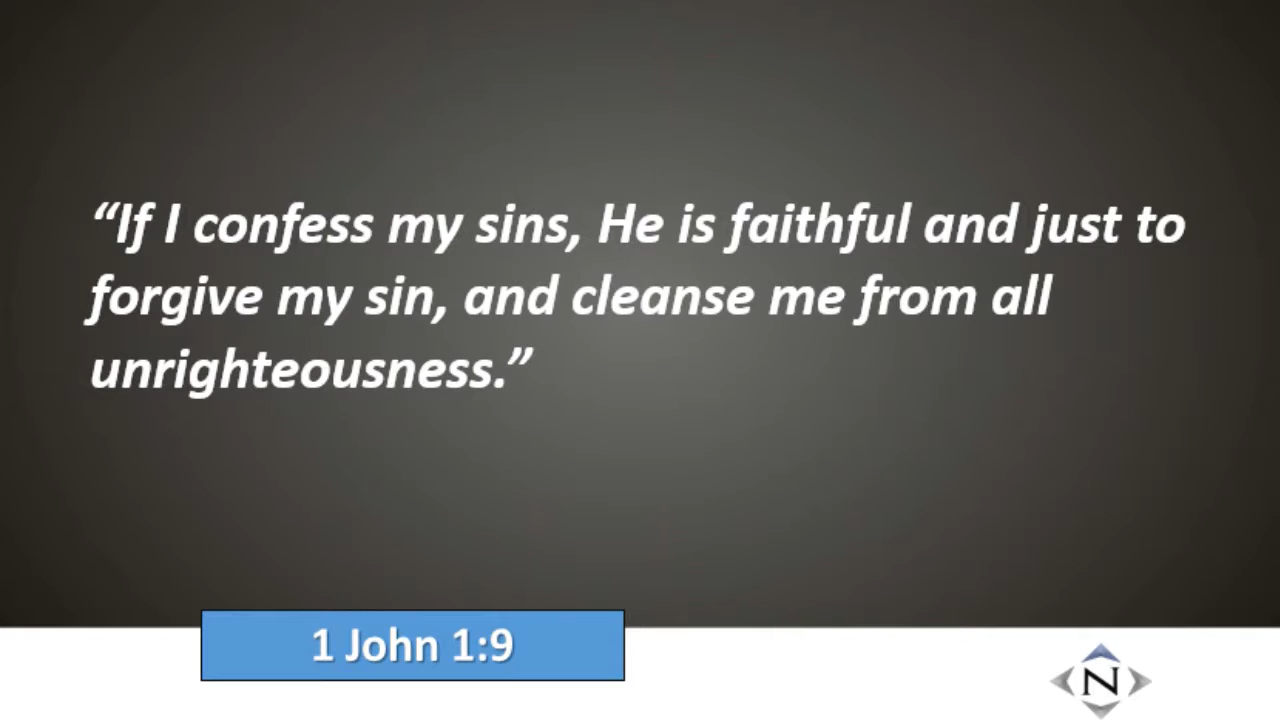 “If I confess my sins, He is faithful and just to
forgive my sin, and cleanse me from all
unrighteousness.”
1 John 1:9
N